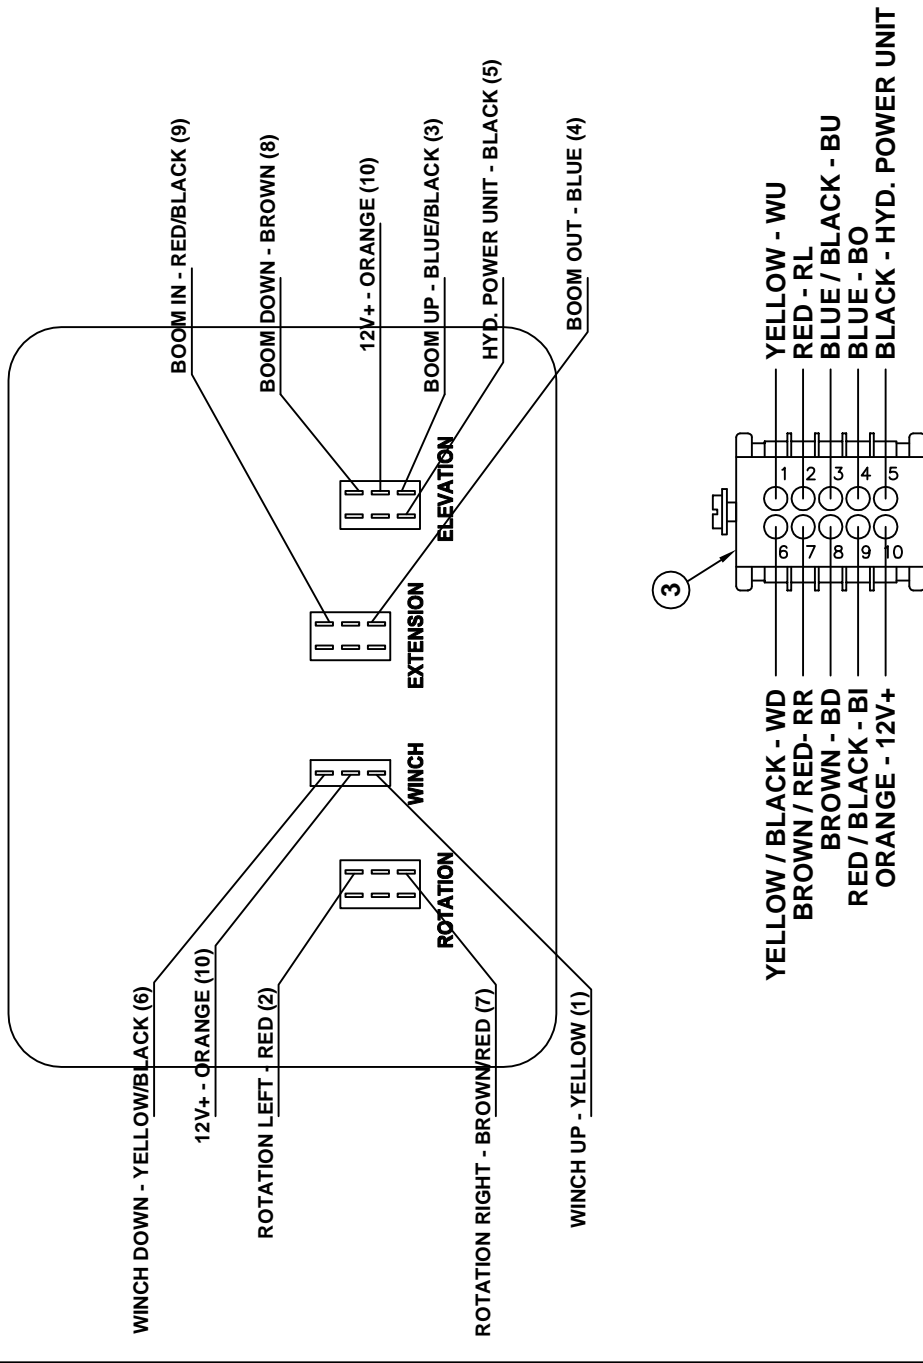 WINCH DOWN - YELLOW/BLACK (6)
12V+ - ORANGE (10)
ROTATION LEFT - RED (2)
ROTATION RIGHT - BROWN/RED (7)
WINCH UP - YELLOW (1)
BOOM IN - RED/BLACK (9)
BOOM DOWN - BROWN (8)
12V+ - ORANGE (10)
BOOM UP - BLUE/BLACK (3)
HYD. POWER UNIT - BLACK (5)
BOOM OUT - BLUE (4)
ROTATION
WINCH
EXTENSION
ELEVATION
3
YELLOW / BLACK - WD
BROWN / RED- RR
BROWN - BD
RED / BLACK - BI
ORANGE - 12V+
6
7
8
9
10
1
2
3
4
5
YELLOW - WU
RED - RL
BLUE / BLACK - BU
BLUE - BO
BLACK - HYD. POWER UNIT